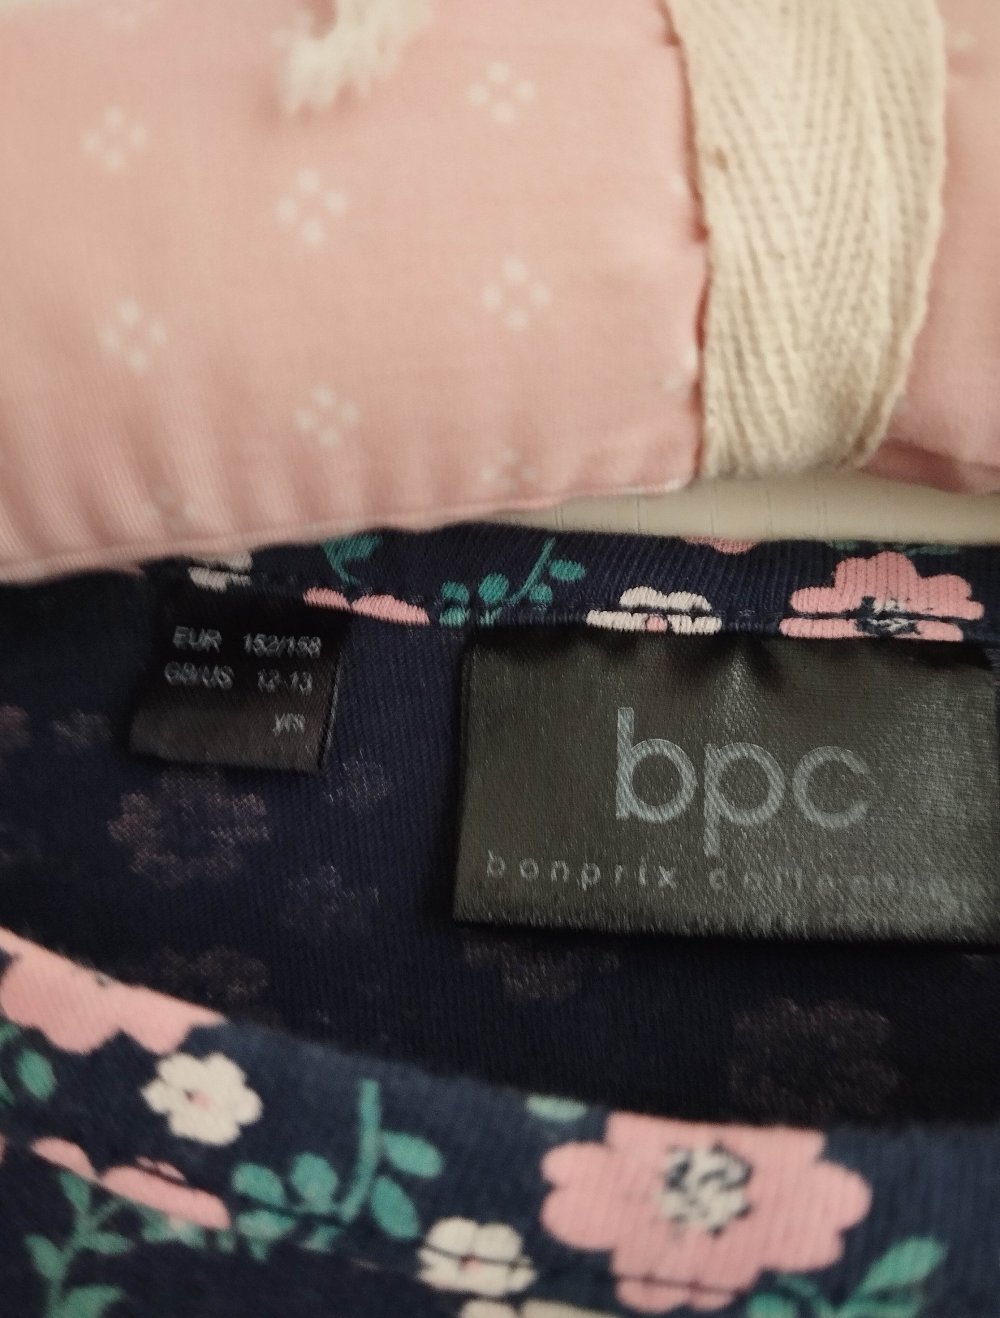 EUR 152/158
GB/US 12-13
yrs
bpc
bonprix collection